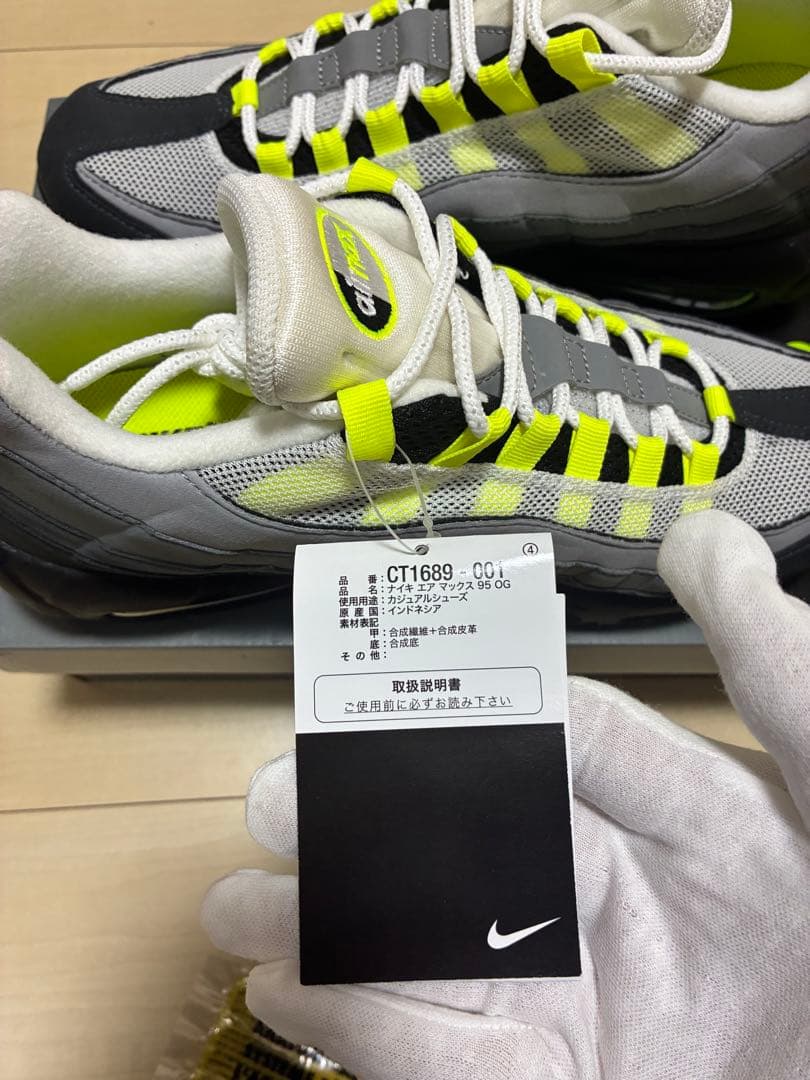 air max
④
品 番：CT1689 - 001
品 名：ナイキ エア マックス 95 OG
使用用途：カジュアルシューズ
原 産 国：インドネシア
素材表記
甲：合成繊維＋合成皮革
底：合成底
そ の 他：
取扱説明書
ご使用前に必ずお読み下さい